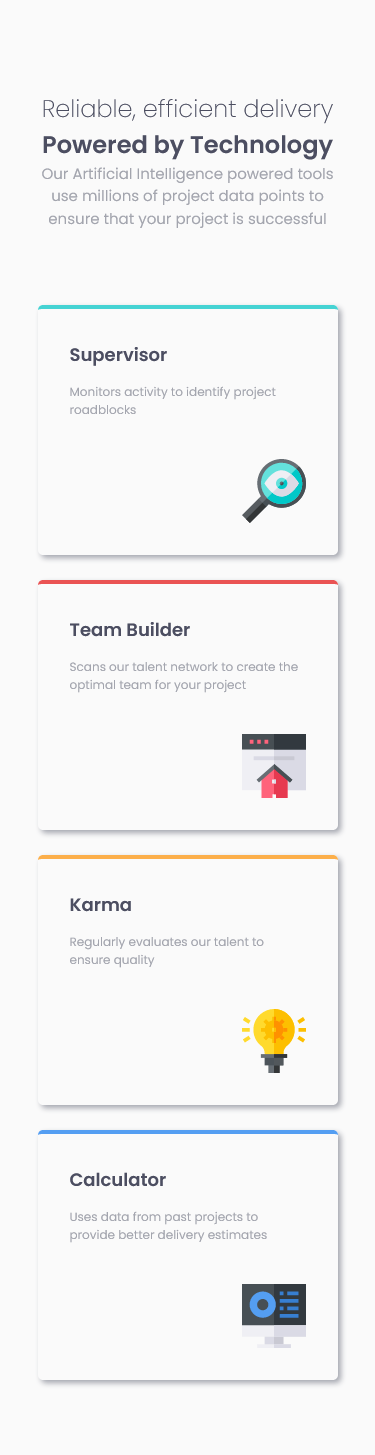 Reliable, efficient delivery
Powered by Technology
Our Artificial Intelligence powered tools
use millions of project data points to
ensure that your project is successful
Supervisor
Monitors activity to identify project
roadblocks
Team Builder
Scans our talent network to create the
optimal team for your project
Karma
Regularly evaluates our talent to
ensure quality
Calculator
Uses data from past projects to
provide better delivery estimates